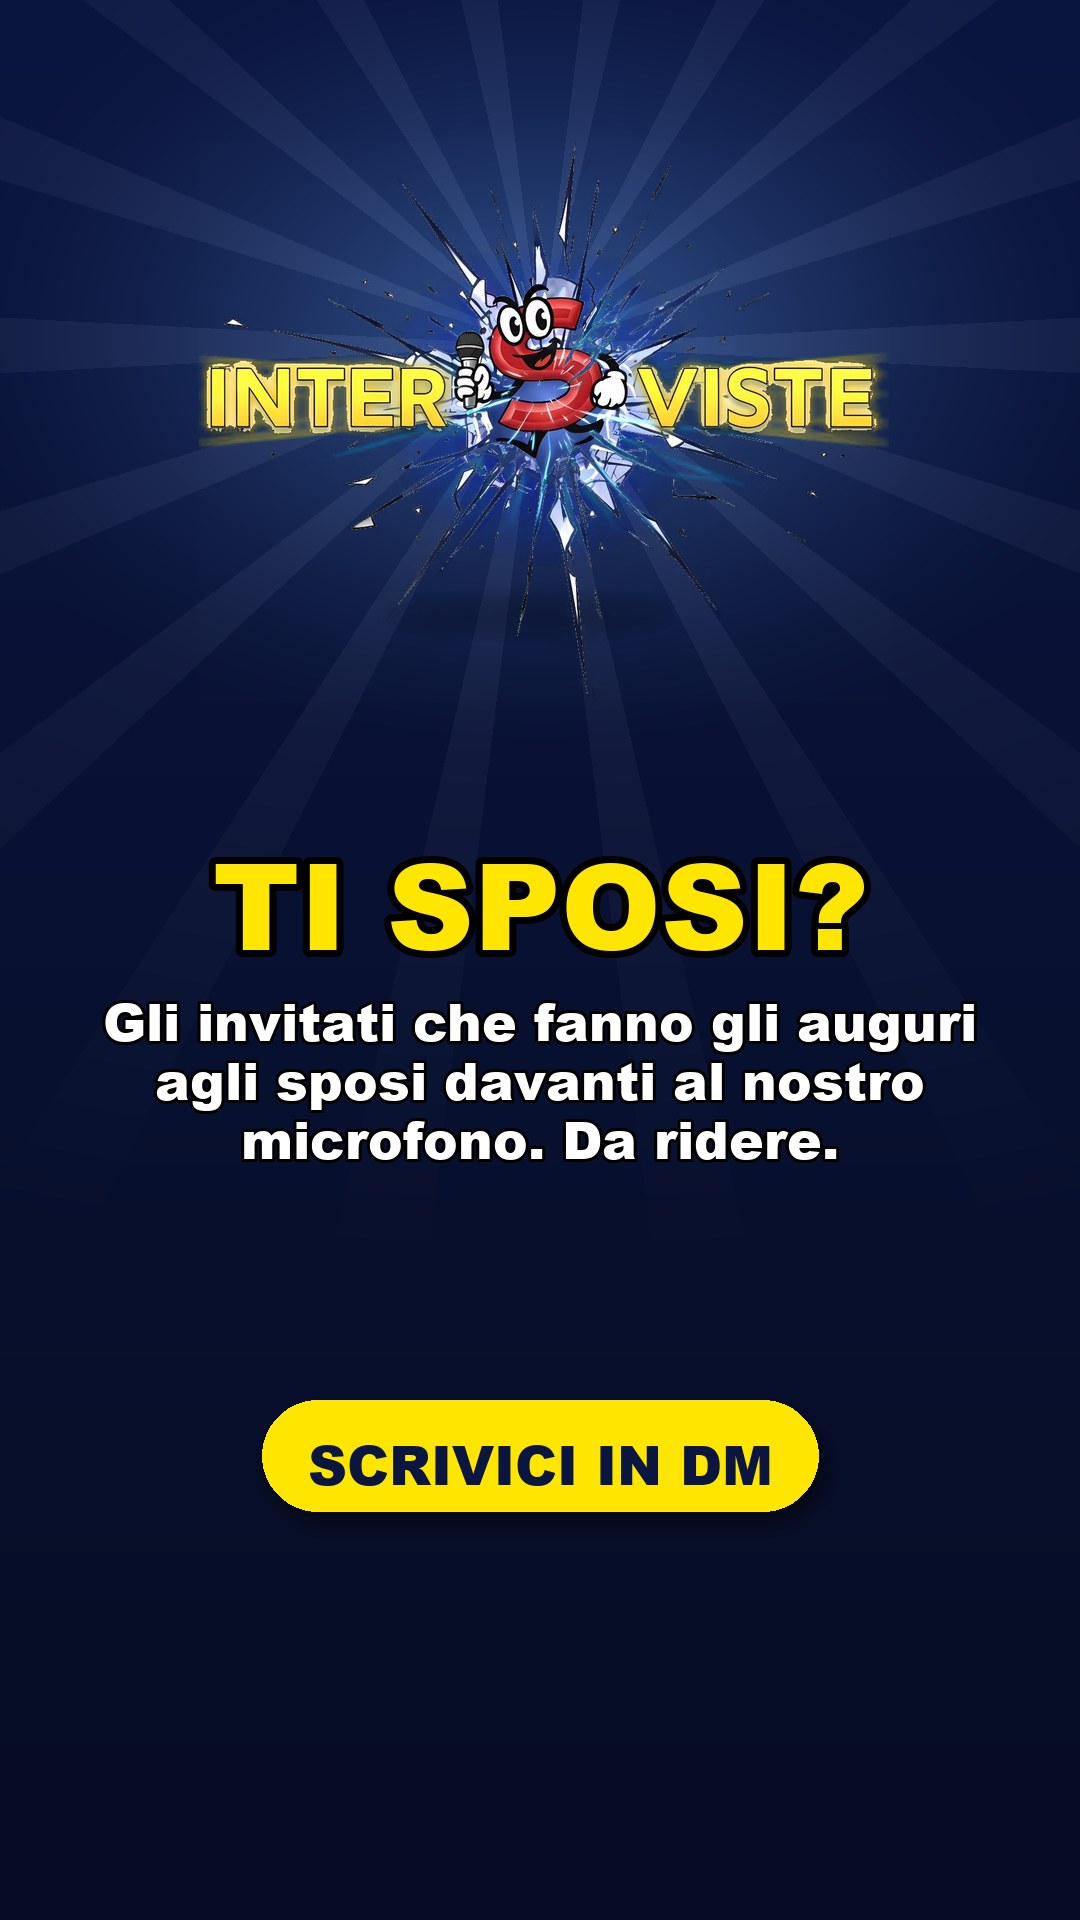 INTER S VISTE
TI SPOSI?
Gli invitati che fanno gli auguri
agli sposi davanti al nostro
microfono. Da ridere.
SCRIVICI IN DM